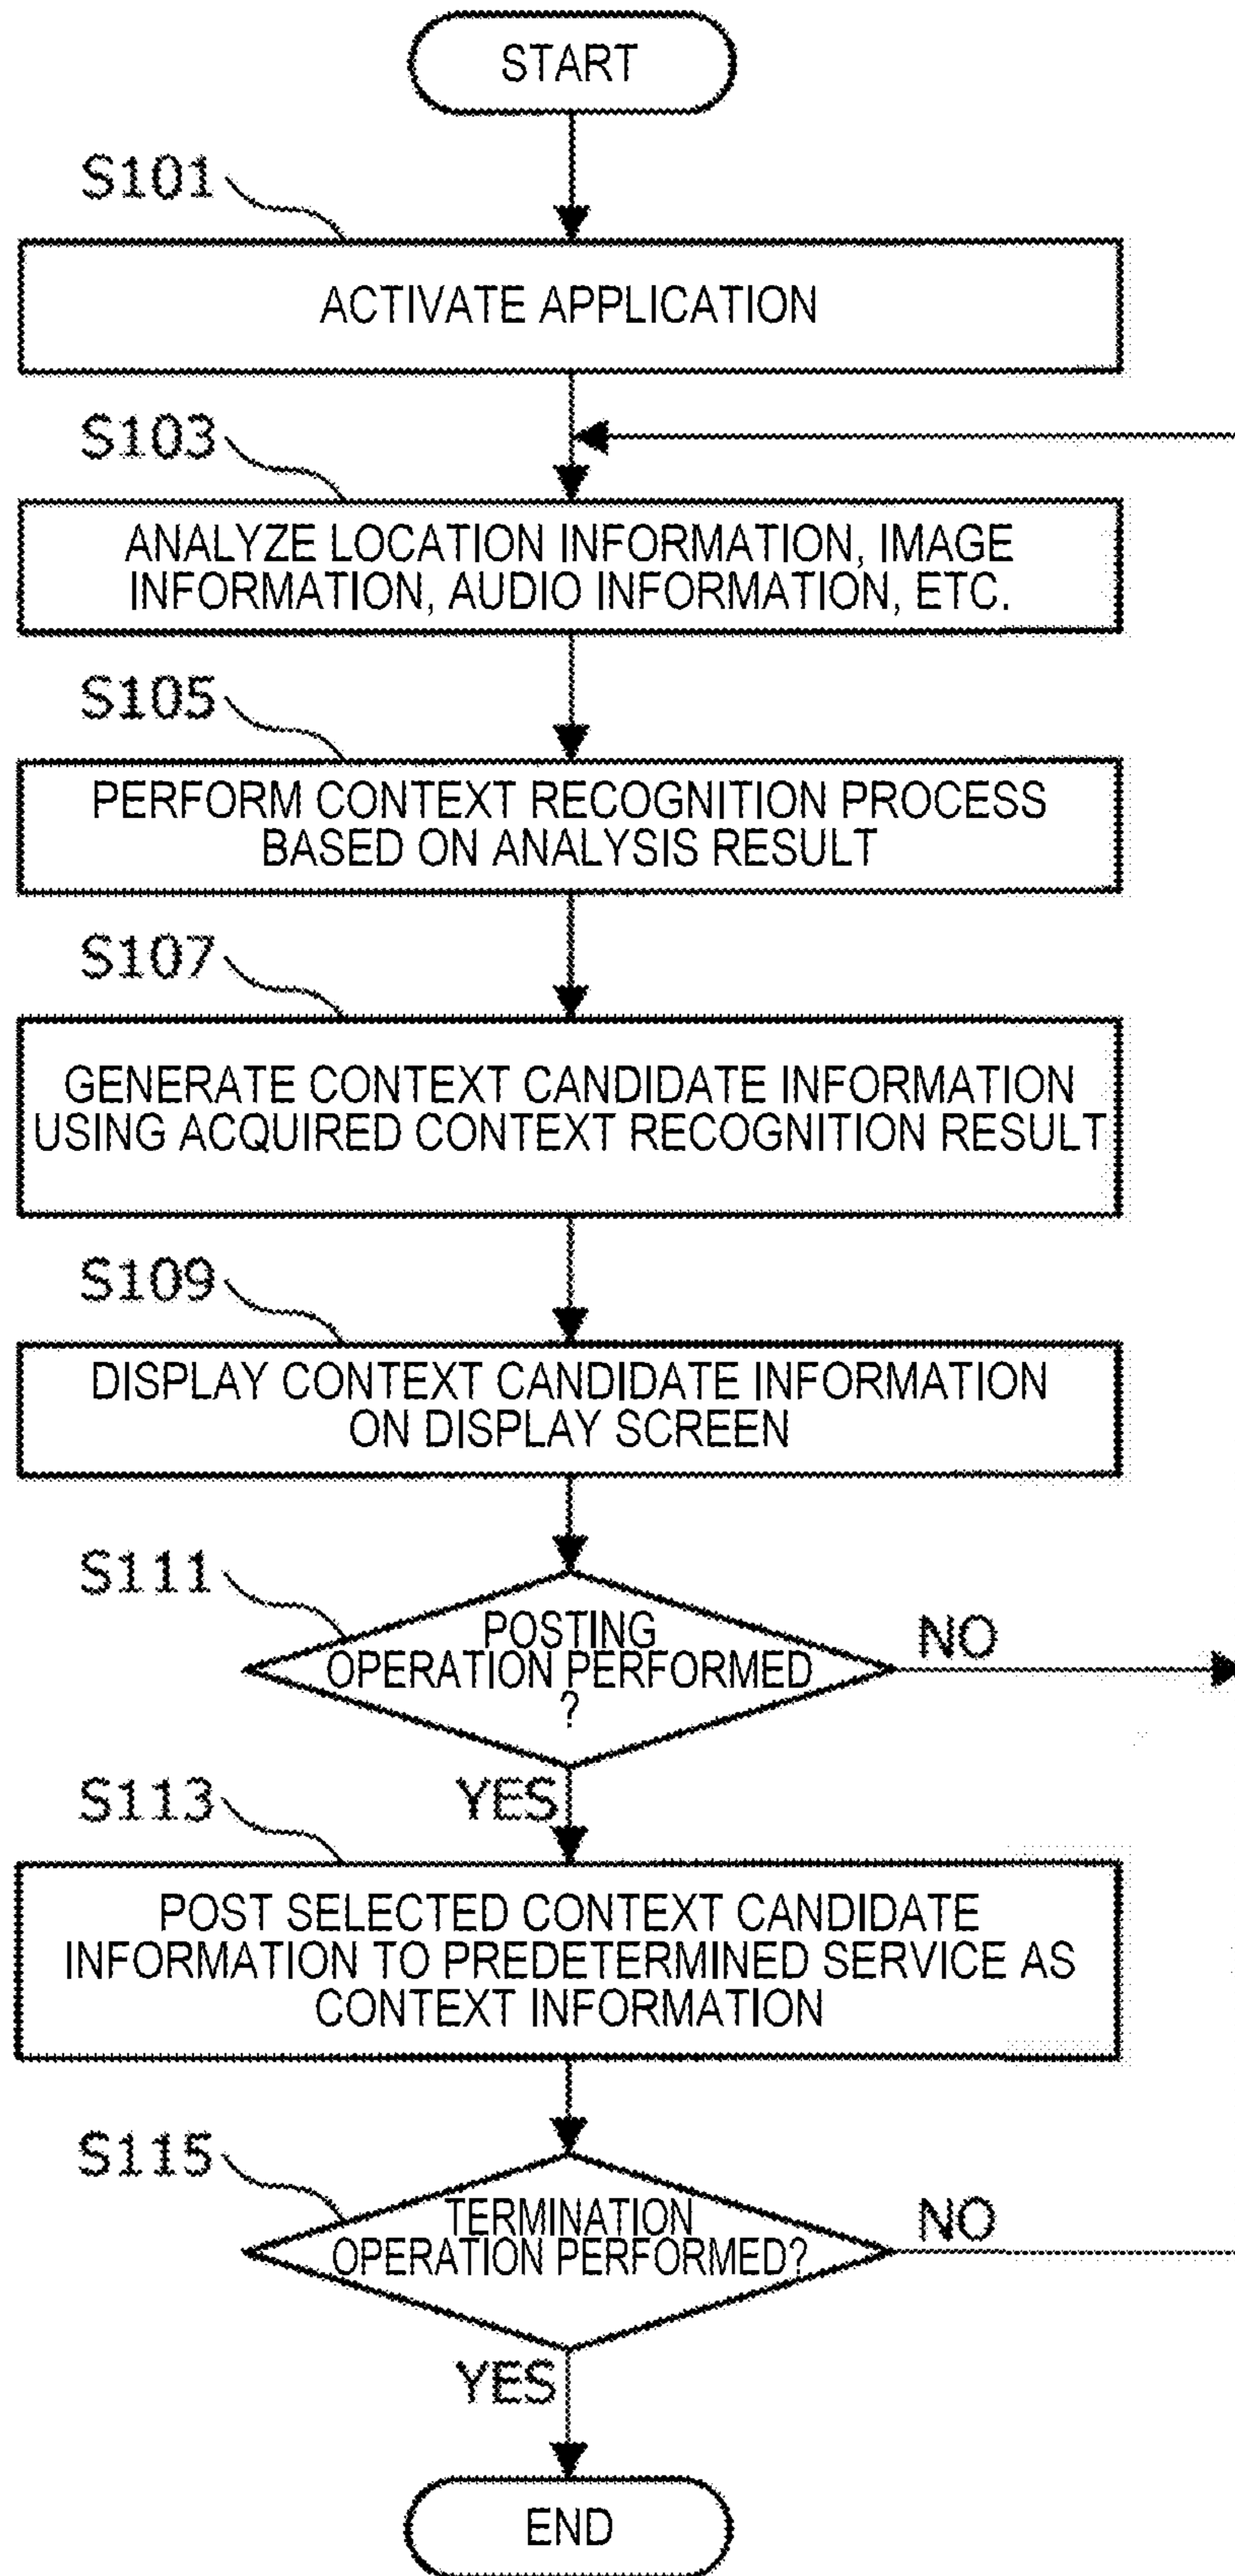 START
S101
ACTIVATE APPLICATION
S103
ANALYZE LOCATION INFORMATION, IMAGE
INFORMATION, AUDIO INFORMATION, ETC.
S105
PERFORM CONTEXT RECOGNITION PROCESS
BASED ON ANALYSIS RESULT
S107
GENERATE CONTEXT CANDIDATE INFORMATION
USING ACQUIRED CONTEXT RECOGNITION RESULT
S109
DISPLAY CONTEXT CANDIDATE INFORMATION
ON DISPLAY SCREEN
S111
POSTING
OPERATION PERFORMED
?
NO
YES
S113
POST SELECTED CONTEXT CANDIDATE
INFORMATION TO PREDETERMINED SERVICE AS
CONTEXT INFORMATION
S115
TERMINATION
OPERATION PERFORMED?
NO
YES
END